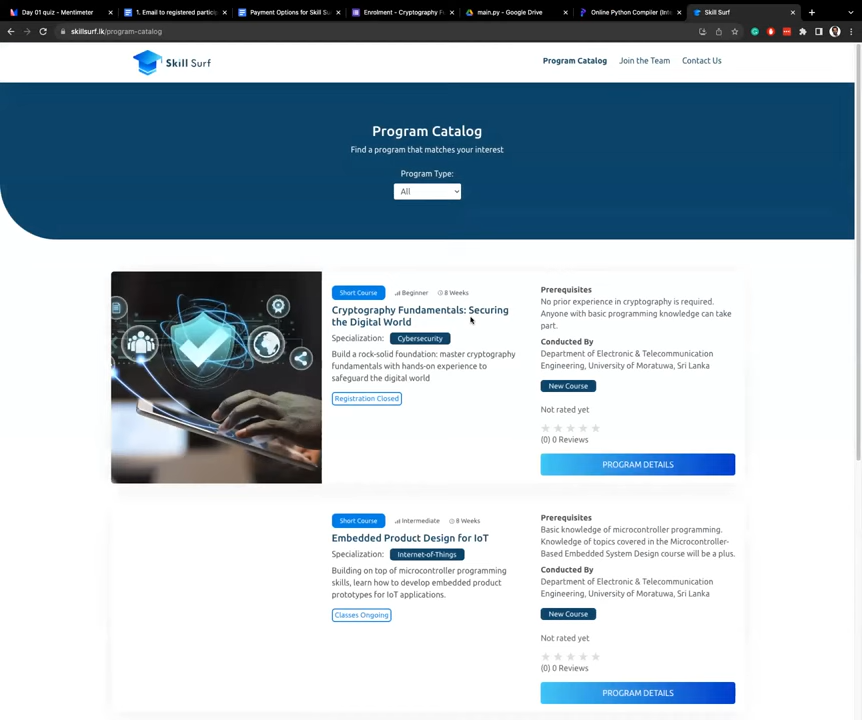 Day 01 quiz - Mentimeter
1. Email to registered particip
Payment Options for Skill Su
Enrolment - Cryptography F
main.py - Google Drive
Online Python Compiler (Inte
Skill Surf
skillsurf.lk/program-catalog
Skill Surf
Program Catalog
Join the Team
Contact Us
Program Catalog
Find a program that matches your interest
Program Type:
All
Short Course
Beginner
8 Weeks
Cryptography Fundamentals: Securing
the Digital World
Specialization:
Cybersecurity
Build a rock-solid foundation: master cryptography
fundamentals with hands-on experience to
safeguard the digital world
Registration Closed
Prerequisites
No prior experience in cryptography is required.
Anyone with basic programming knowledge can take
part.
Conducted By
Department of Electronic & Telecommunication
Engineering, University of Moratuwa, Sri Lanka
New Course
Not rated yet
(0) 0 Reviews
PROGRAM DETAILS
Short Course
Intermediate
8 Weeks
Embedded Product Design for IoT
Specialization:
Internet-of-Things
Building on top of microcontroller programming
skills, learn how to develop embedded product
prototypes for IoT applications.
Classes Ongoing
Prerequisites
Basic knowledge of microcontroller programming.
Knowledge of topics covered in the Microcontroller-
Based Embedded System Design course will be a plus.
Conducted By
Department of Electronic & Telecommunication
Engineering, University of Moratuwa, Sri Lanka
New Course
Not rated yet
(0) 0 Reviews
PROGRAM DETAILS